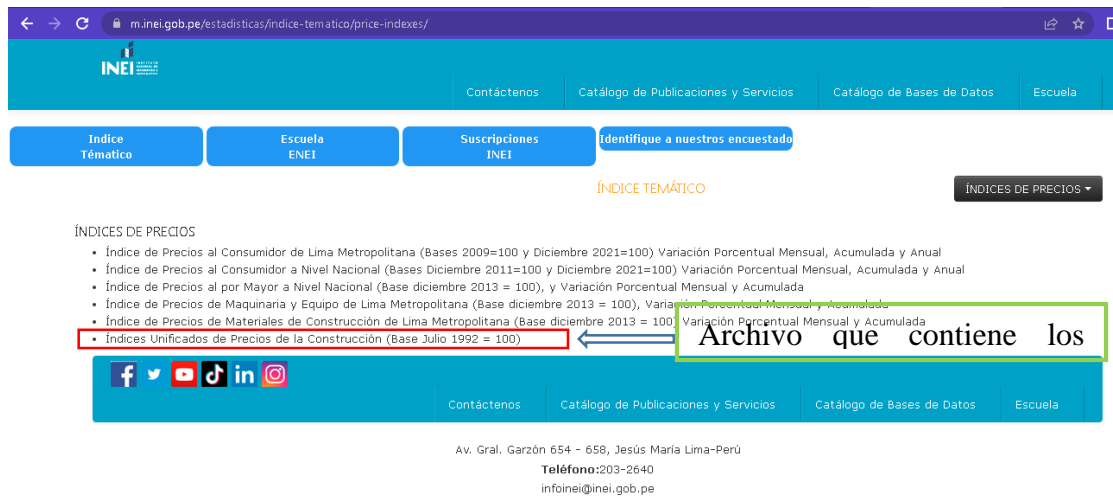 m.inei.gob.pe/estadisticas/indice-tematico/price-indexes/
INEI
Contáctenos
Catálogo de Publicaciones y Servicios
Catálogo de Bases de Datos
Escuela
Indice
Tématico
Escuela
ENEI
Suscripciones
INEI
Identifique a nuestros encuestado
ÍNDICE TEMÁTICO
ÍNDICES DE PRECIOS
ÍNDICES DE PRECIOS
Índice de Precios al Consumidor de Lima Metropolitana (Bases 2009=100 y Diciembre 2021=100) Variación Porcentual Mensual, Acumulada y Anual
Índice de Precios al Consumidor a Nivel Nacional (Bases Diciembre 2011=100 y Diciembre 2021=100) Variación Porcentual Mensual, Acumulada y Anual
Índice de Precios al por Mayor a Nivel Nacional (Base diciembre 2013 = 100), y Variación Porcentual Mensual y Acumulada
Índice de Precios de Maquinaria y Equipo de Lima Metropolitana (Base diciembre 2013 = 100), Variación Porcentual Mensual y Acumulada
Índice de Precios de Materiales de Construcción de Lima Metropolitana (Base diciembre 2013 = 100) Variación Porcentual Mensual y Acumulada
Índices Unificados de Precios de la Construcción (Base Julio 1992 = 100)
Archivo que contiene los
Contáctenos
Catálogo de Publicaciones y Servicios
Catálogo de Bases de Datos
Escuela
Av. Gral. Garzón 654 – 658, Jesús María Lima-Perú
Teléfono:203-2640
infoinei@inei.gob.pe